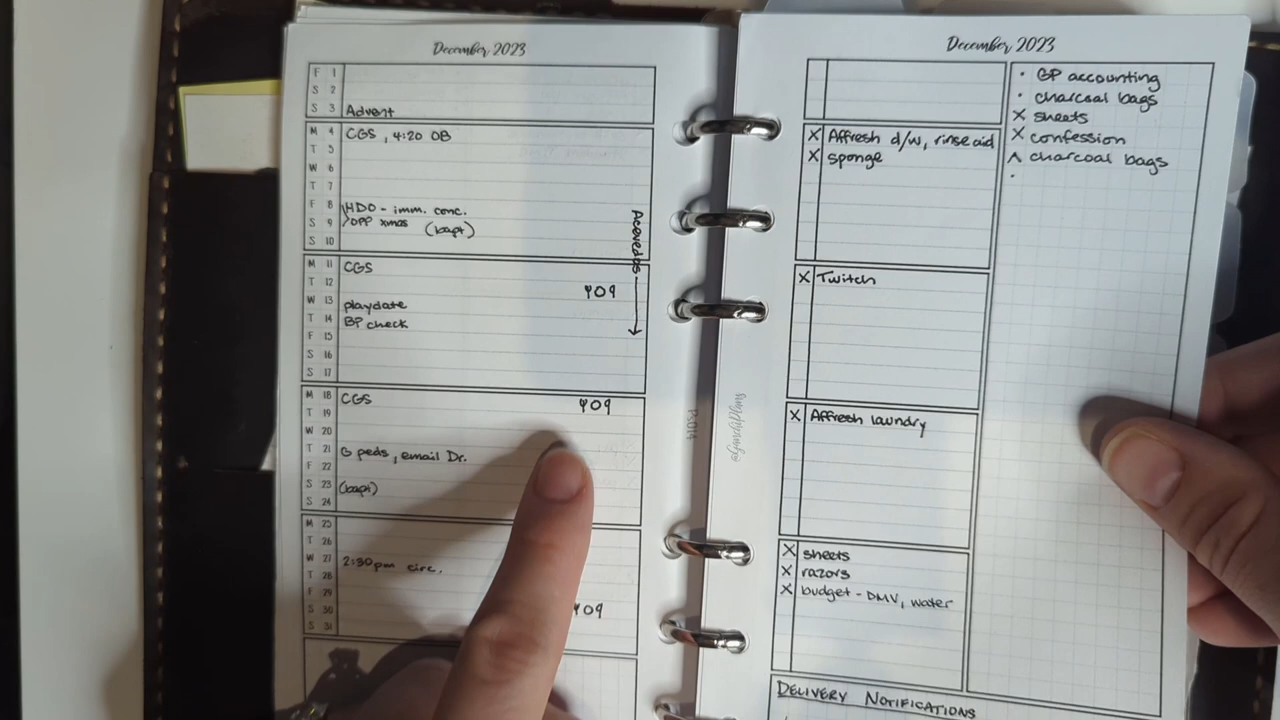 December 2023
F 1
S 2
S 3 Advent
M 4 CGS, 4:20 OB
T 5
W 6
T 7
F 8 HDO - imm. conc.
S 9 OPP xmas (bapt)
S 10
Acevedos
M 11 CGS
T 12 409
W 13 playdate
T 14 BP check
F 15
S 16
S 17
M 18 CGS
T 19 409
W 20
T 21 G peds, email Dr.
F 22
S 23 (bapt)
S 24
M 25
T 26
W 27 2:30pm circ.
T 28
F 29
S 30 409
S 31
December 2023
X Affresh d/w, rinse aid
X sponge
X Twitch
X Affresh laundry
X sheets
X razors
X budget - DMV, water
DELIVERY NOTIFICATIONS
· GP accounting
· charcoal bags
X sheets
X confession
charcoal bags
·